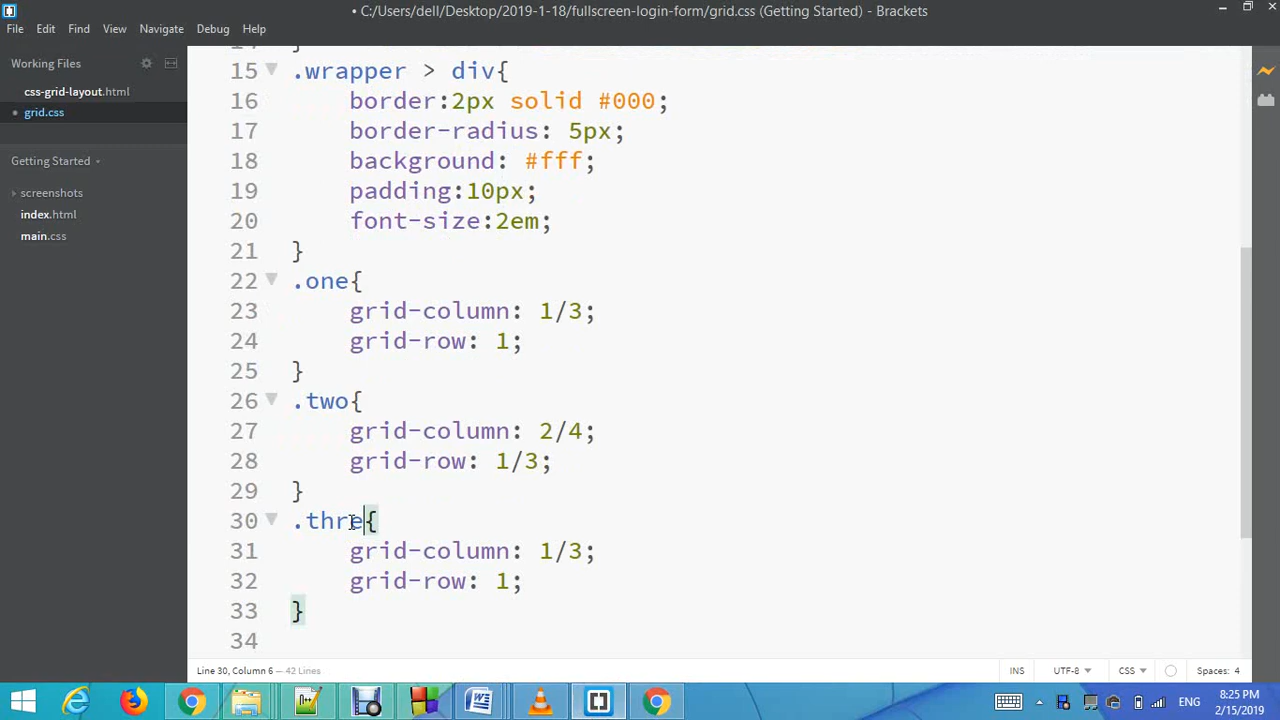 • C:/Users/dell/Desktop/2019-1-18/fullscreen-login-form/grid.css (Getting Started) - Brackets
File Edit Find View Navigate Debug Help
Working Files
css-grid-layout.html
grid.css
Getting Started
screenshots
index.html
main.css
15 .wrapper > div{
16 border:2px solid #000;
17 border-radius: 5px;
18 background: #fff;
19 padding:10px;
20 font-size:2em;
21 }
22 .one{
23 grid-column: 1/3;
24 grid-row: 1;
25 }
26 .two{
27 grid-column: 2/4;
28 grid-row: 1/3;
29 }
30 .thre{
31 grid-column: 1/3;
32 grid-row: 1;
33 }
34
Line 30, Column 6 — 42 Lines
INS UTF-8 CSS Spaces: 4
ENG
8:25 PM
2/15/2019